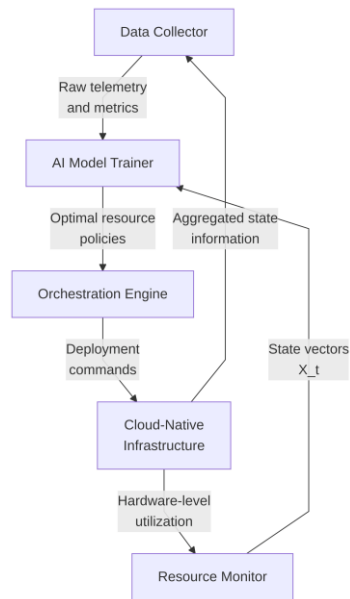 Data Collector
Raw telemetry
and metrics
AI Model Trainer
Optimal resource
policies
Aggregated state
information
Orchestration Engine
Deployment
commands
State vectors
X_t
Cloud-Native
Infrastructure
Hardware-level
utilization
Resource Monitor